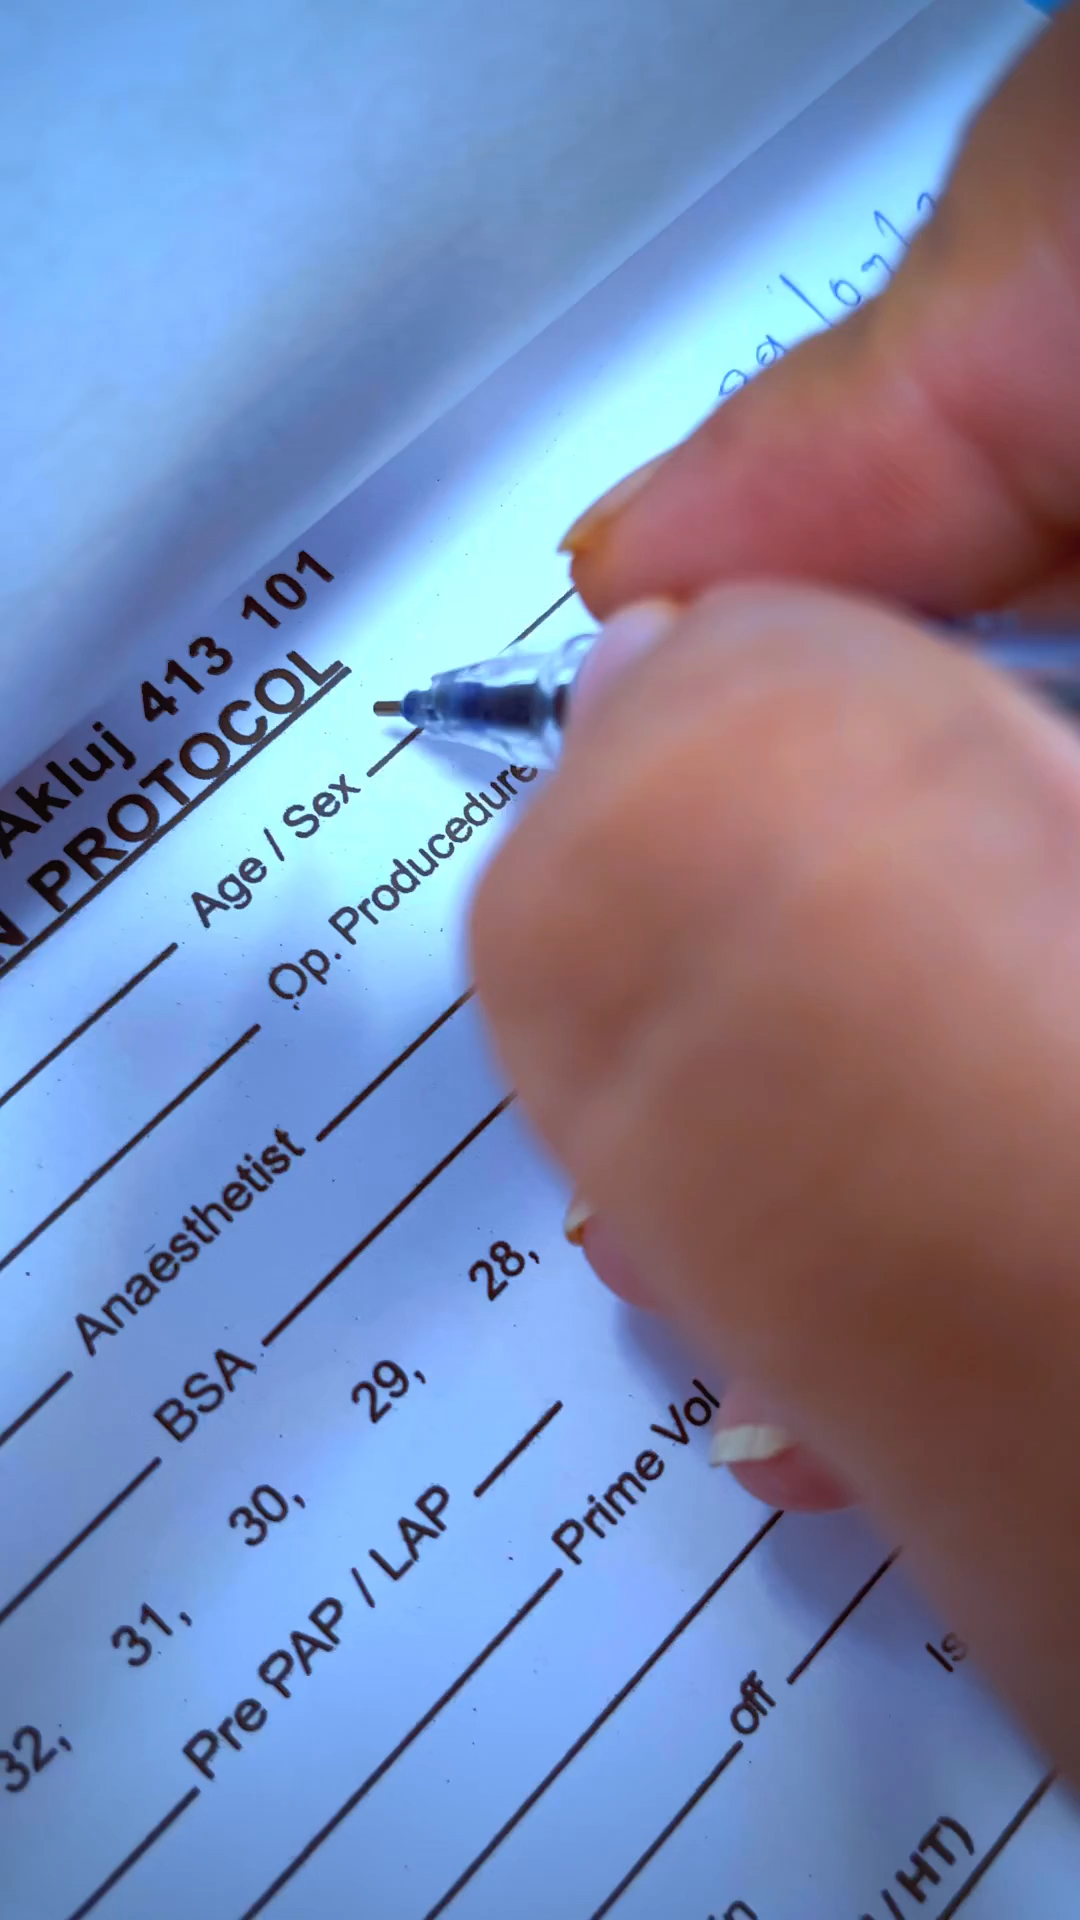 Akluj 413 101
N PROTOCOL
Age / Sex
Op. Producedure
Anaesthetist
BSA
32, 31, 30, 29, 28,
Pre PAP / LAP
Prime Vol
off
/ HT)